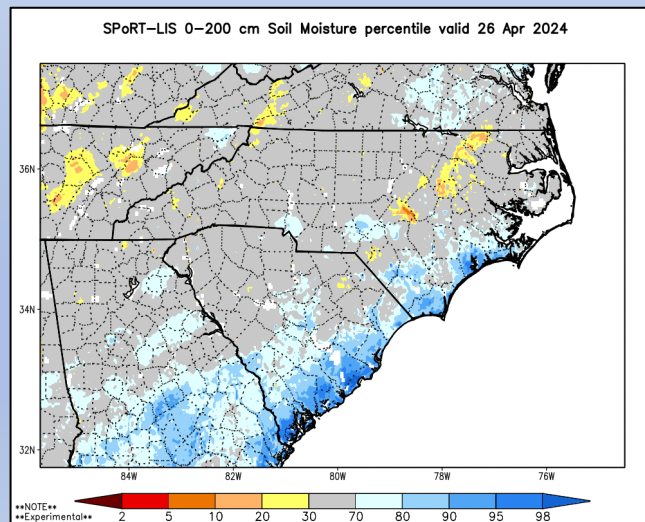 SPoRT-LIS 0-200 cm Soil Moisture percentile valid 26 Apr 2024
36N
34N
32N
84W 82W 80W 78W 76W
**NOTE**
**Experimental**
2 5 10 20 30 70 80 90 95 98